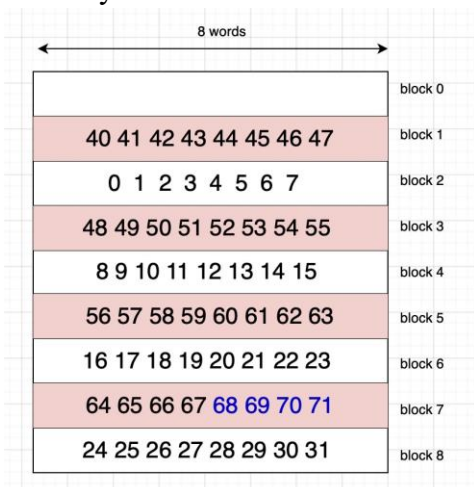 8 words
block 0
40 41 42 43 44 45 46 47 block 1
0 1 2 3 4 5 6 7 block 2
48 49 50 51 52 53 54 55 block 3
8 9 10 11 12 13 14 15 block 4
56 57 58 59 60 61 62 63 block 5
16 17 18 19 20 21 22 23 block 6
64 65 66 67 68 69 70 71 block 7
24 25 26 27 28 29 30 31 block 8